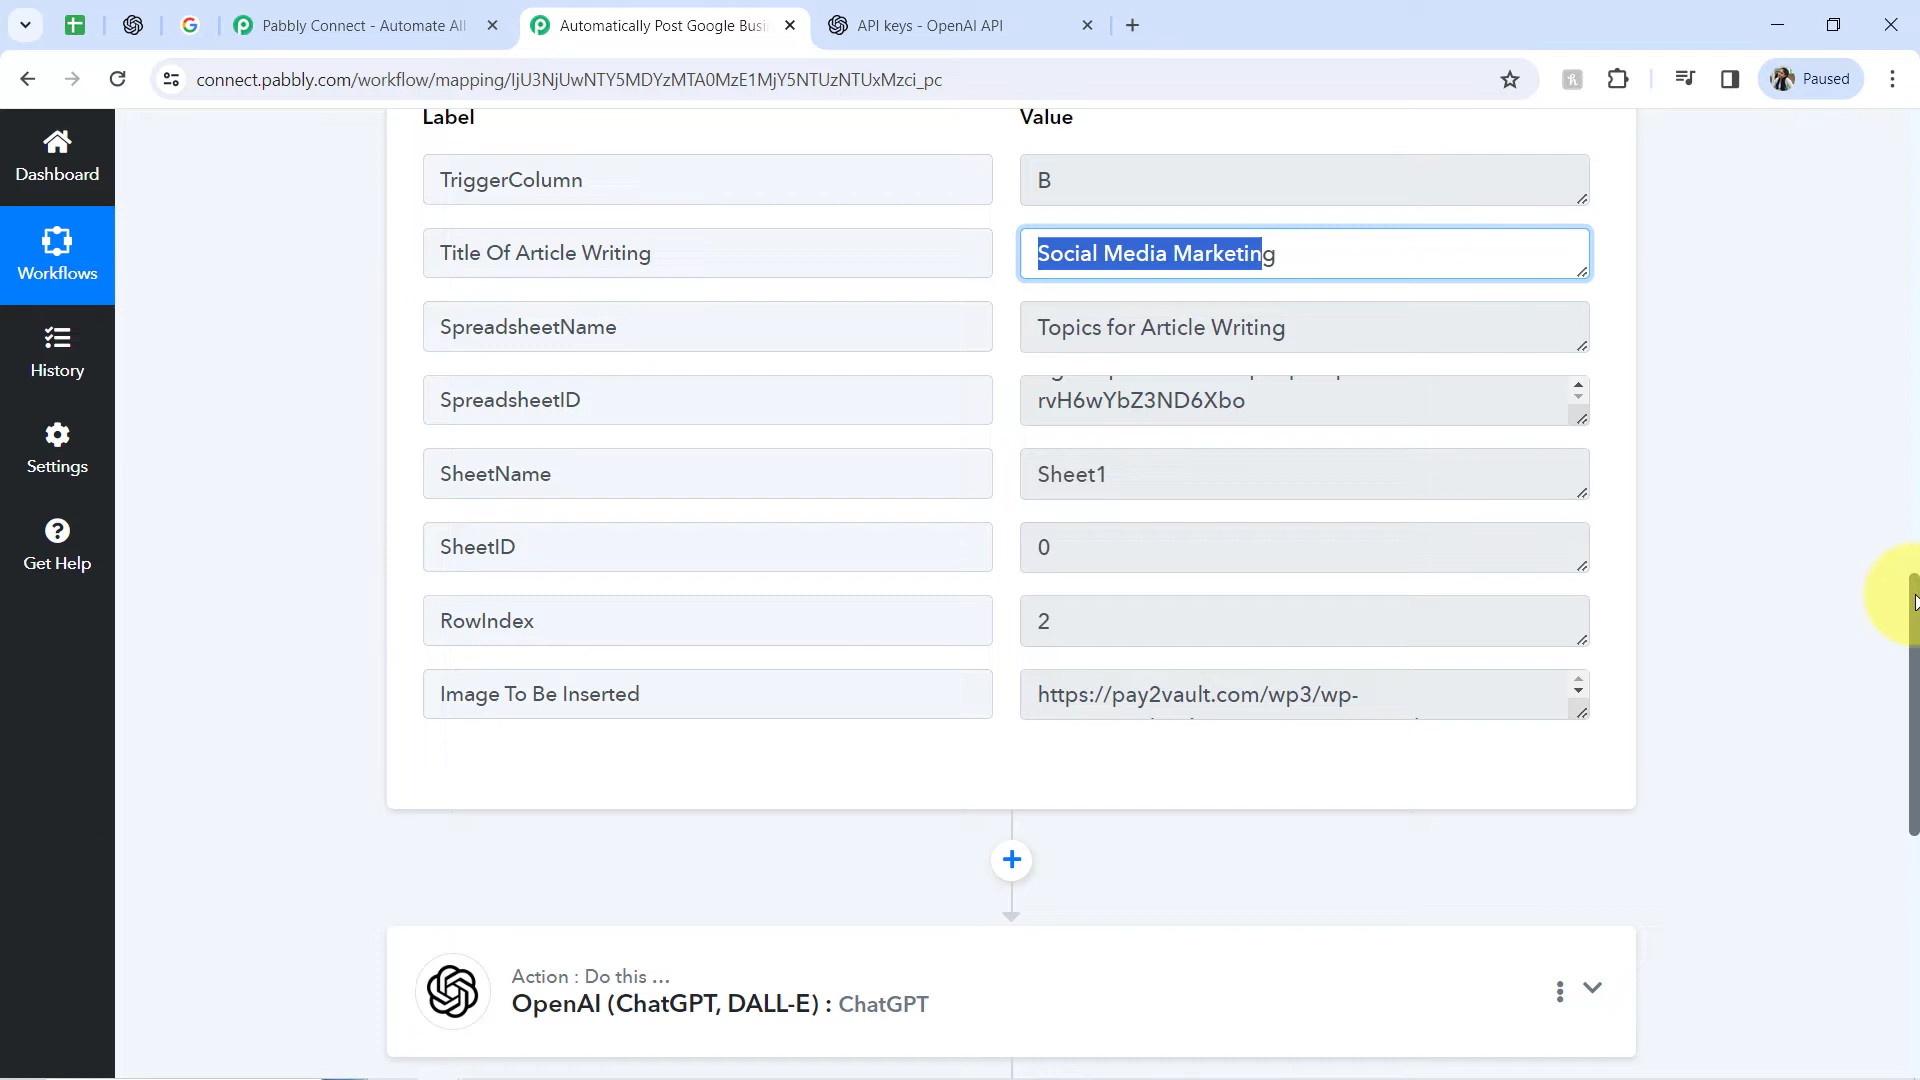 Pabbly Connect - Automate All
Automatically Post Google Busi
API keys - OpenAI API
connect.pabbly.com/workflow/mapping/IjU3NjUwNTY5MDYzMTA0MzE1MjY5NTUzNTUxMzci_pc
Paused
Label
Value
Dashboard
Workflows
History
Settings
Get Help
TriggerColumn
B
Title Of Article Writing
Social Media Marketing
SpreadsheetName
Topics for Article Writing
SpreadsheetID
rvH6wYbZ3ND6Xbo
SheetName
Sheet1
SheetID
0
RowIndex
2
Image To Be Inserted
https://pay2vault.com/wp3/wp-
Action : Do this ...
OpenAI (ChatGPT, DALL-E) : ChatGPT